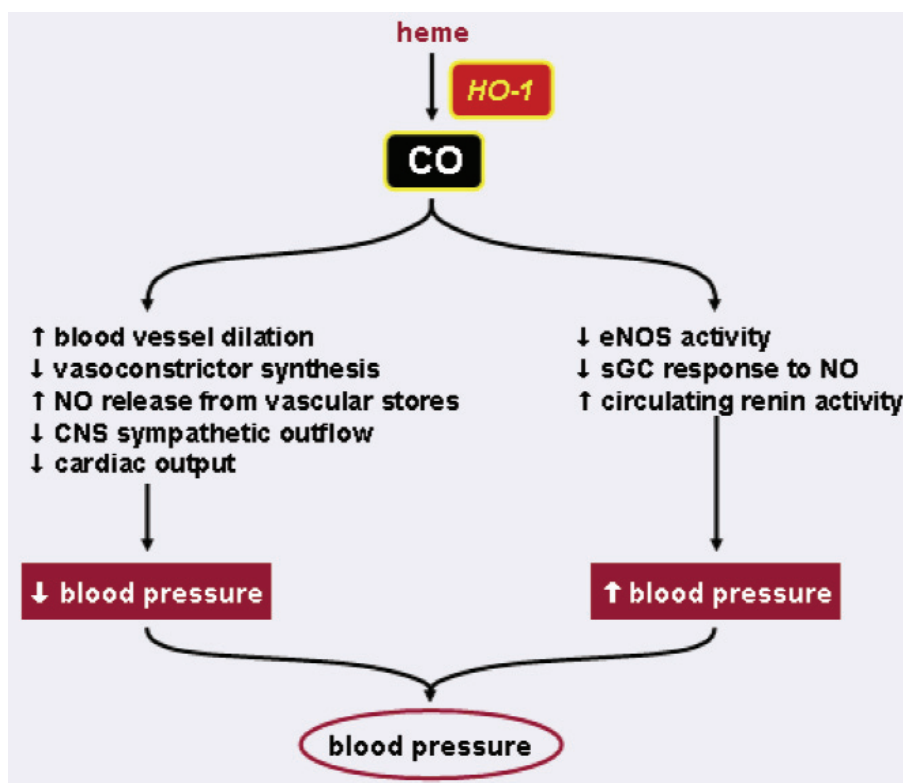 heme
HO-1
CO
↑ blood vessel dilation
↓ vasoconstrictor synthesis
↑ NO release from vascular stores
↓ CNS sympathetic outflow
↓ cardiac output
↓ eNOS activity
↓ sGC response to NO
↑ circulating renin activity
↓ blood pressure
↑ blood pressure
blood pressure